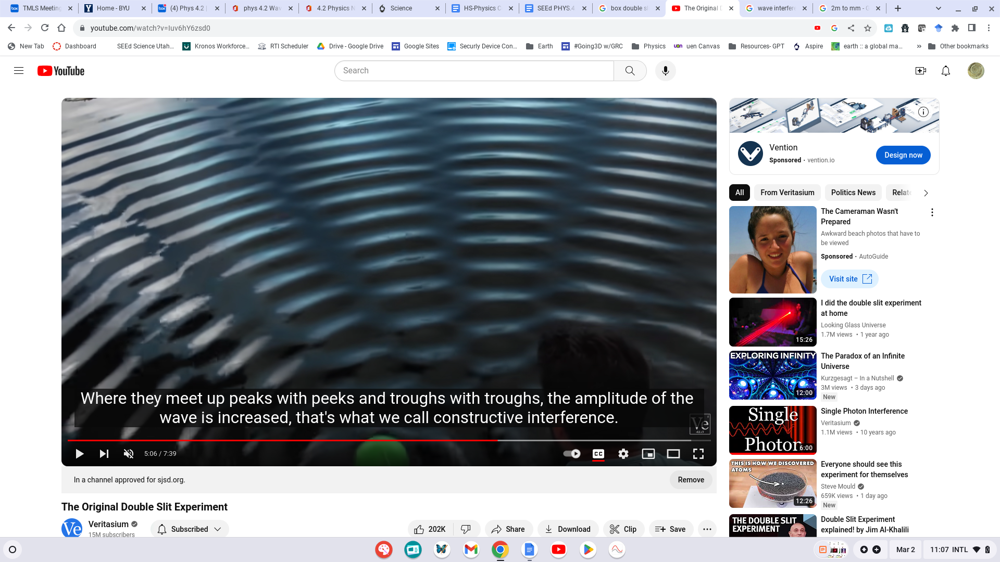 TMLS Meeting
Home - BYU
(4) Phys 4.2 |
phys 4.2 Wav
4.2 Physics N
Science
HS-Physics C
SEEd PHYS.4
box double sl
The Original D
wave interfer
2m to mm - G
youtube.com/watch?v=Iuv6hY6zsd0
New Tab
Dashboard
SEEd Science Utah...
Kronos Workforce...
RTI Scheduler
Drive - Google Drive
Google Sites
Securly Device Con...
Earth
#Going3D w/GRC
Physics
uen Canvas
Resources- GPT
Aspire
earth :: a global ma...
»
Other bookmarks
YouTube
Search
Where they meet up peaks with peeks and troughs with troughs, the amplitude of the
wave is increased, that's what we call constructive interference.
Ve
42.0
5:06 / 7:39
CC
In a channel approved for sjsd.org.
Remove
The Original Double Slit Experiment
Ve
Veritasium
15M subscribers
Subscribed
202K
Share
Download
Clip
Save
Vention
Sponsored · vention.io
Design now
All
From Veritasium
Politics News
Relate
The Cameraman Wasn't
Prepared
Awkward beach photos that have to
be viewed
Sponsored · AutoGuide
Visit site
15:26
I did the double slit experiment
at home
Looking Glass Universe
1.7M views • 1 year ago
EXPLORING INFINITY
12:00
The Paradox of an Infinite
Universe
Kurzgesagt – In a Nutshell
3M views • 3 days ago
New
Single
Photon
6:00
Single Photon Interference
Veritasium
1.1M views • 10 years ago
THIS IS HOW WE DISCOVERED
ATOMS
12:26
Everyone should see this
experiment for themselves
Steve Mould
659K views • 1 day ago
New
THE DOUBLE SLIT
EXPERIMENT
Double Slit Experiment
explained! by Jim Al-Khalili
Mar 2
11:07 INTL